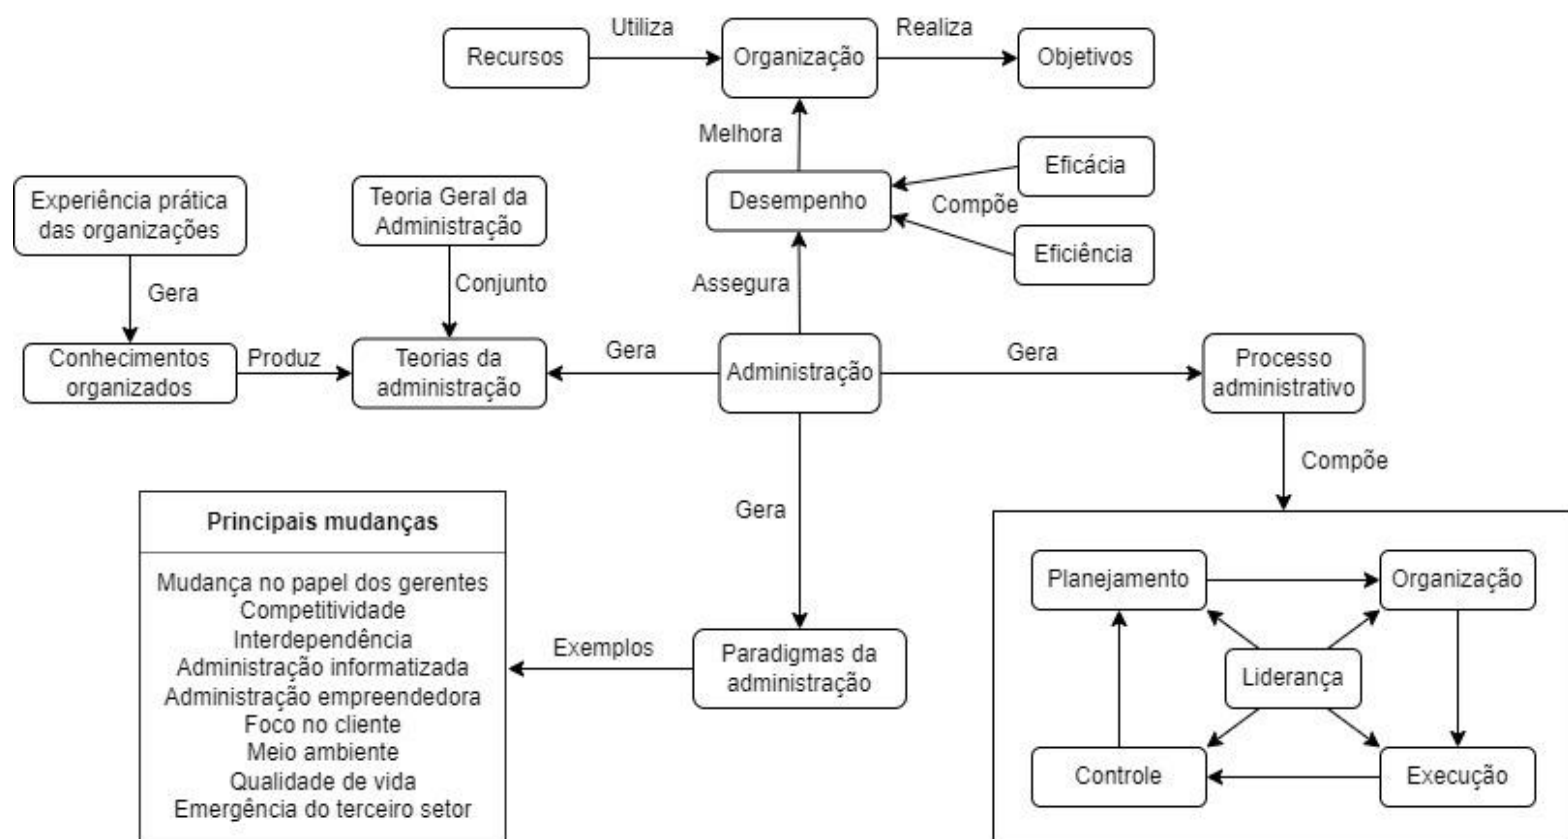 Utiliza
Realiza
Recursos
Organização
Objetivos
Melhora
Eficácia
Experiência prática
das organizações
Teoria Geral da
Administração
Desempenho
Compõe
Eficiência
Gera
Conjunto
Assegura
Conhecimentos
organizados
Produz
Teorias da
administração
Gera
Administração
Gera
Processo
administrativo
Compõe
Gera
Principais mudanças
Mudança no papel dos gerentes
Competitividade
Interdependência
Administração informatizada
Administração empreendedora
Foco no cliente
Meio ambiente
Qualidade de vida
Emergência do terceiro setor
Exemplos
Paradigmas da
administração
Planejamento
Organização
Liderança
Controle
Execução